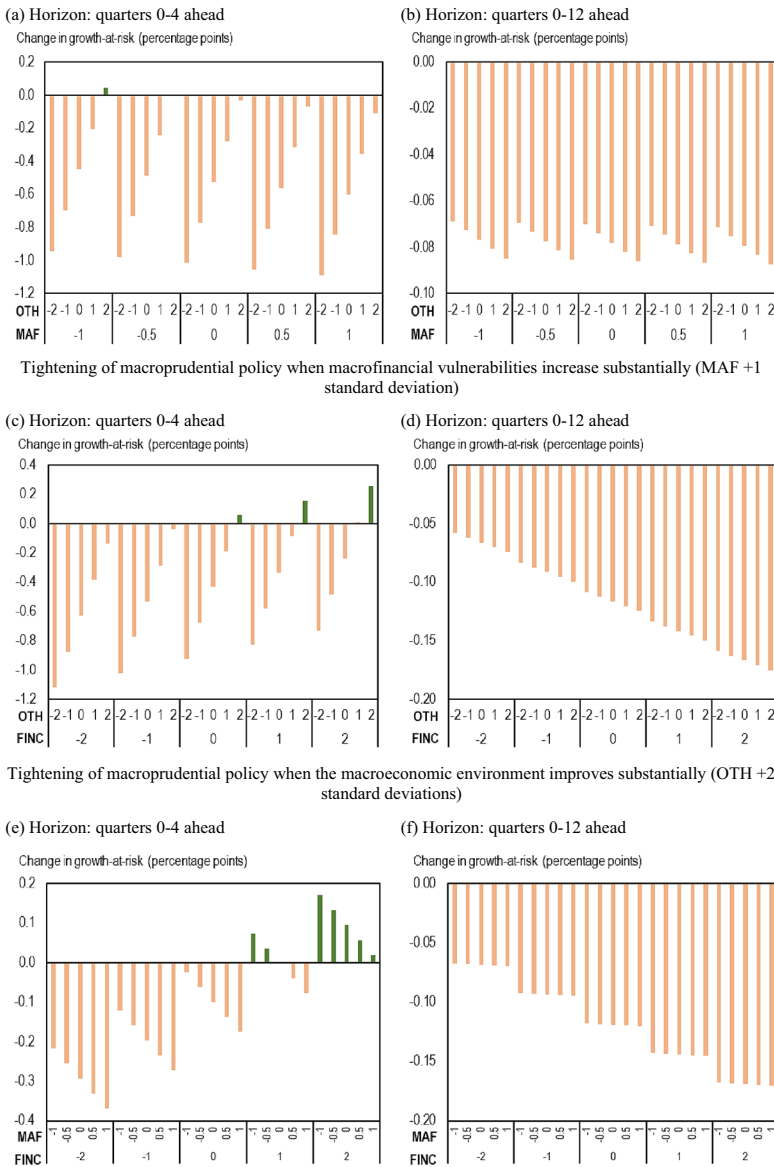 (a) Horizon: quarters 0-4 ahead
(b) Horizon: quarters 0-12 ahead
Change in growth-at-risk (percentage points)
Change in growth-at-risk (percentage points)
0.2
0.0
-0.2
-0.4
-0.6
-0.8
-1.0
-1.2
OTH -2 -1 0 1 2 -2 -1 0 1 2 -2 -1 0 1 2 -2 -1 0 1 2 -2 -1 0 1 2
MAF -1 -0.5 0 0.5 1
0.00
-0.02
-0.04
-0.06
-0.08
-0.10
OTH -2 -1 0 1 2 -2 -1 0 1 2 -2 -1 0 1 2 -2 -1 0 1 2 -2 -1 0 1 2
MAF -1 -0.5 0 0.5 1
Tightening of macroprudential policy when macrofinancial vulnerabilities increase substantially (MAF +1
standard deviation)
(c) Horizon: quarters 0-4 ahead
(d) Horizon: quarters 0-12 ahead
Change in growth-at-risk (percentage points)
Change in growth-at-risk (percentage points)
0.4
0.2
0.0
-0.2
-0.4
-0.6
-0.8
-1.0
-1.2
OTH -2 -1 0 1 2 -2 -1 0 1 2 -2 -1 0 1 2 -2 -1 0 1 2 -2 -1 0 1 2
FINC -2 -1 0 1 2
0.00
-0.05
-0.10
-0.15
-0.20
OTH -2 -1 0 1 2 -2 -1 0 1 2 -2 -1 0 1 2 -2 -1 0 1 2 -2 -1 0 1 2
FINC -2 -1 0 1 2
Tightening of macroprudential policy when the macroeconomic environment improves substantially (OTH +2
standard deviations)
(e) Horizon: quarters 0-4 ahead
(f) Horizon: quarters 0-12 ahead
Change in growth-at-risk (percentage points)
Change in growth-at-risk (percentage points)
0.2
0.1
0.0
-0.1
-0.2
-0.3
-0.4
MAF -1 -0.5 0 0.5 1 -1 -0.5 0 0.5 1 -1 -0.5 0 0.5 1 -1 -0.5 0 0.5 1 -1 -0.5 0 0.5 1
FINC -2 -1 0 1 2
0.00
-0.05
-0.10
-0.15
-0.20
MAF -1 -0.5 0 0.5 1 -1 -0.5 0 0.5 1 -1 -0.5 0 0.5 1 -1 -0.5 0 0.5 1 -1 -0.5 0 0.5 1
FINC -2 -1 0 1 2